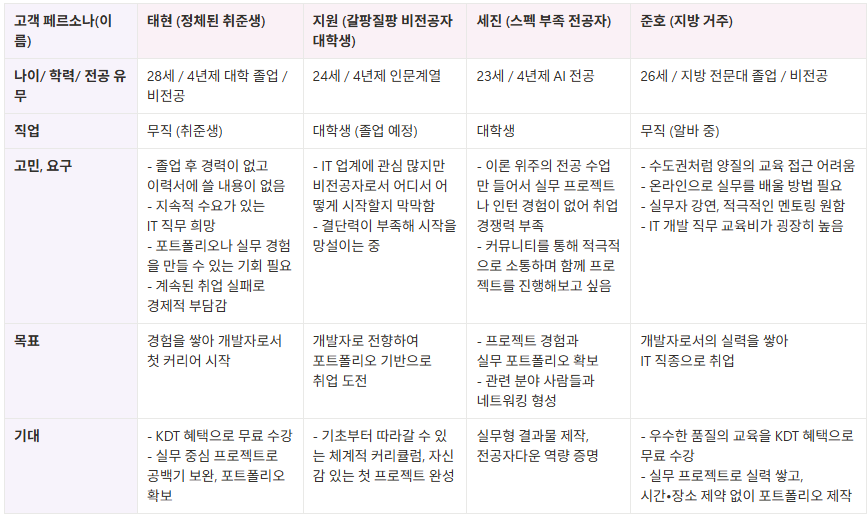 고객 페르소나(이
름)
태현 (정체된 취준생)
지원 (갈팡질팡 비전공자
대학생)
세진 (스펙 부족 전공자)
준호 (지방 거주)
나이/ 학력/ 전공 유
무
28세 / 4년제 대학 졸업 /
비전공
24세 / 4년제 인문계열
23세 / 4년제 AI 전공
26세 / 지방 전문대 졸업 / 비전공
직업
무직 (취준생)
대학생 (졸업 예정)
대학생
무직 (알바 중)
고민, 요구
- 졸업 후 경력이 없고
이력서에 쓸 내용이 없음
- 지속적 수요가 있는
IT 직무 희망
- 포트폴리오나 실무 경험
을 만들 수 있는 기회 필요
- 계속된 취업 실패로
경제적 부담감
- IT 업계에 관심 많지만
비전공자로서 어디서 어
떻게 시작할지 막막함
- 결단력이 부족해 시작을
망설이는 중
- 이론 위주의 전공 수업
만 들어서 실무 프로젝트
나 인턴 경험이 없어 취업
경쟁력 부족
- 커뮤니티를 통해 적극적
으로 소통하며 함께 프로
젝트를 진행해보고 싶음
- 수도권처럼 양질의 교육 접근 어려움
- 온라인으로 실무를 배울 방법 필요
- 실무자 강연, 적극적인 멘토링 원함
- IT 개발 직무 교육비가 굉장히 높음
목표
경험을 쌓아 개발자로서
첫 커리어 시작
개발자로 전향하여
포트폴리오 기반으로
취업 도전
- 프로젝트 경험과
실무 포트폴리오 확보
- 관련 분야 사람들과
네트워킹 형성
개발자로서의 실력을 쌓아
IT 직종으로 취업
기대
- KDT 혜택으로 무료 수강
- 실무 중심 프로젝트로
공백기 보완, 포트폴리오
확보
- 기초부터 따라갈 수 있
는 체계적 커리큘럼, 자신
감 있는 첫 프로젝트 완성
실무형 결과물 제작,
전공자다운 역량 증명
- 우수한 품질의 교육을 KDT 혜택으로
무료 수강
- 실무 프로젝트로 실력 쌓고,
시간•장소 제약 없이 포트폴리오 제작